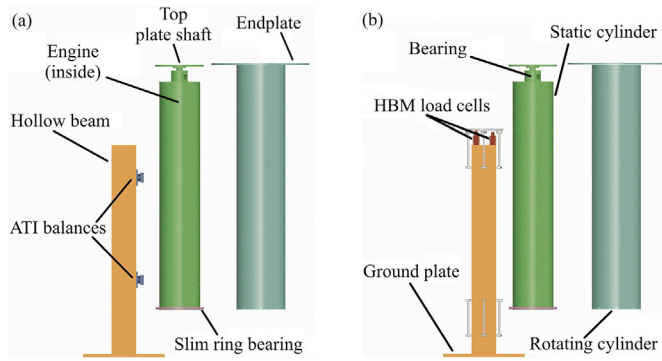 (a)
Top
plate shaft
Endplate
Engine
(inside)
Hollow beam
ATI balances
Slim ring bearing
(b)
Static cylinder
Bearing
HBM load cells
Ground plate
Rotating cylinder